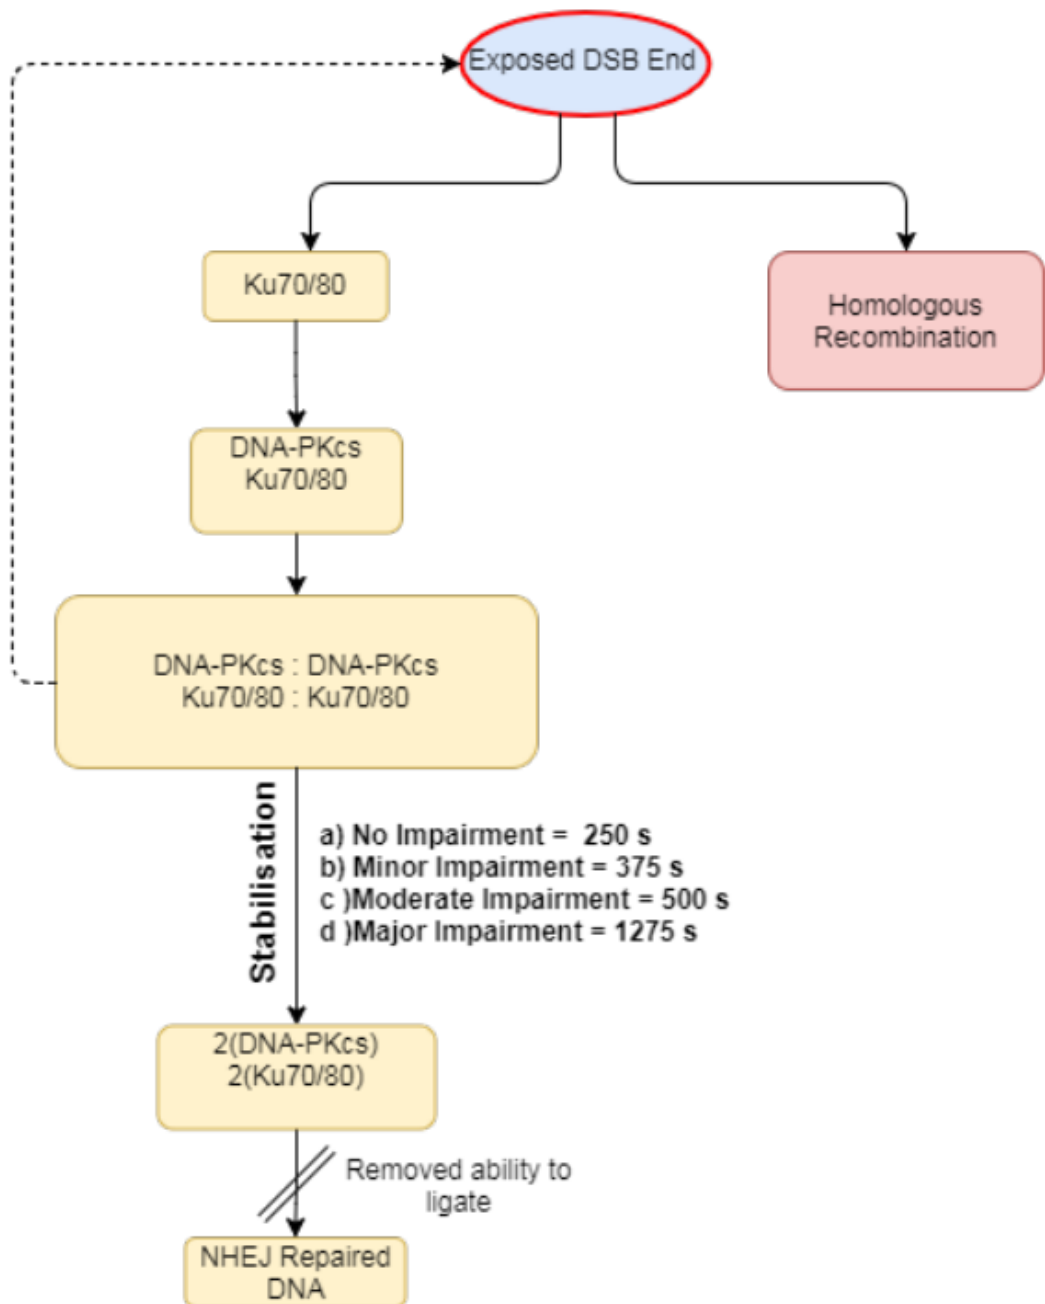 Exposed DSB End
Ku70/80
Homologous
Recombination
DNA-PKcs
Ku70/80
DNA-PKcs : DNA-PKcs
Ku70/80 : Ku70/80
Stabilisation
a) No Impairment = 250 s
b) Minor Impairment = 375 s
c )Moderate Impairment = 500 s
d )Major Impairment = 1275 s
2(DNA-PKcs)
2(Ku70/80)
Removed ability to
ligate
NHEJ Repaired
DNA